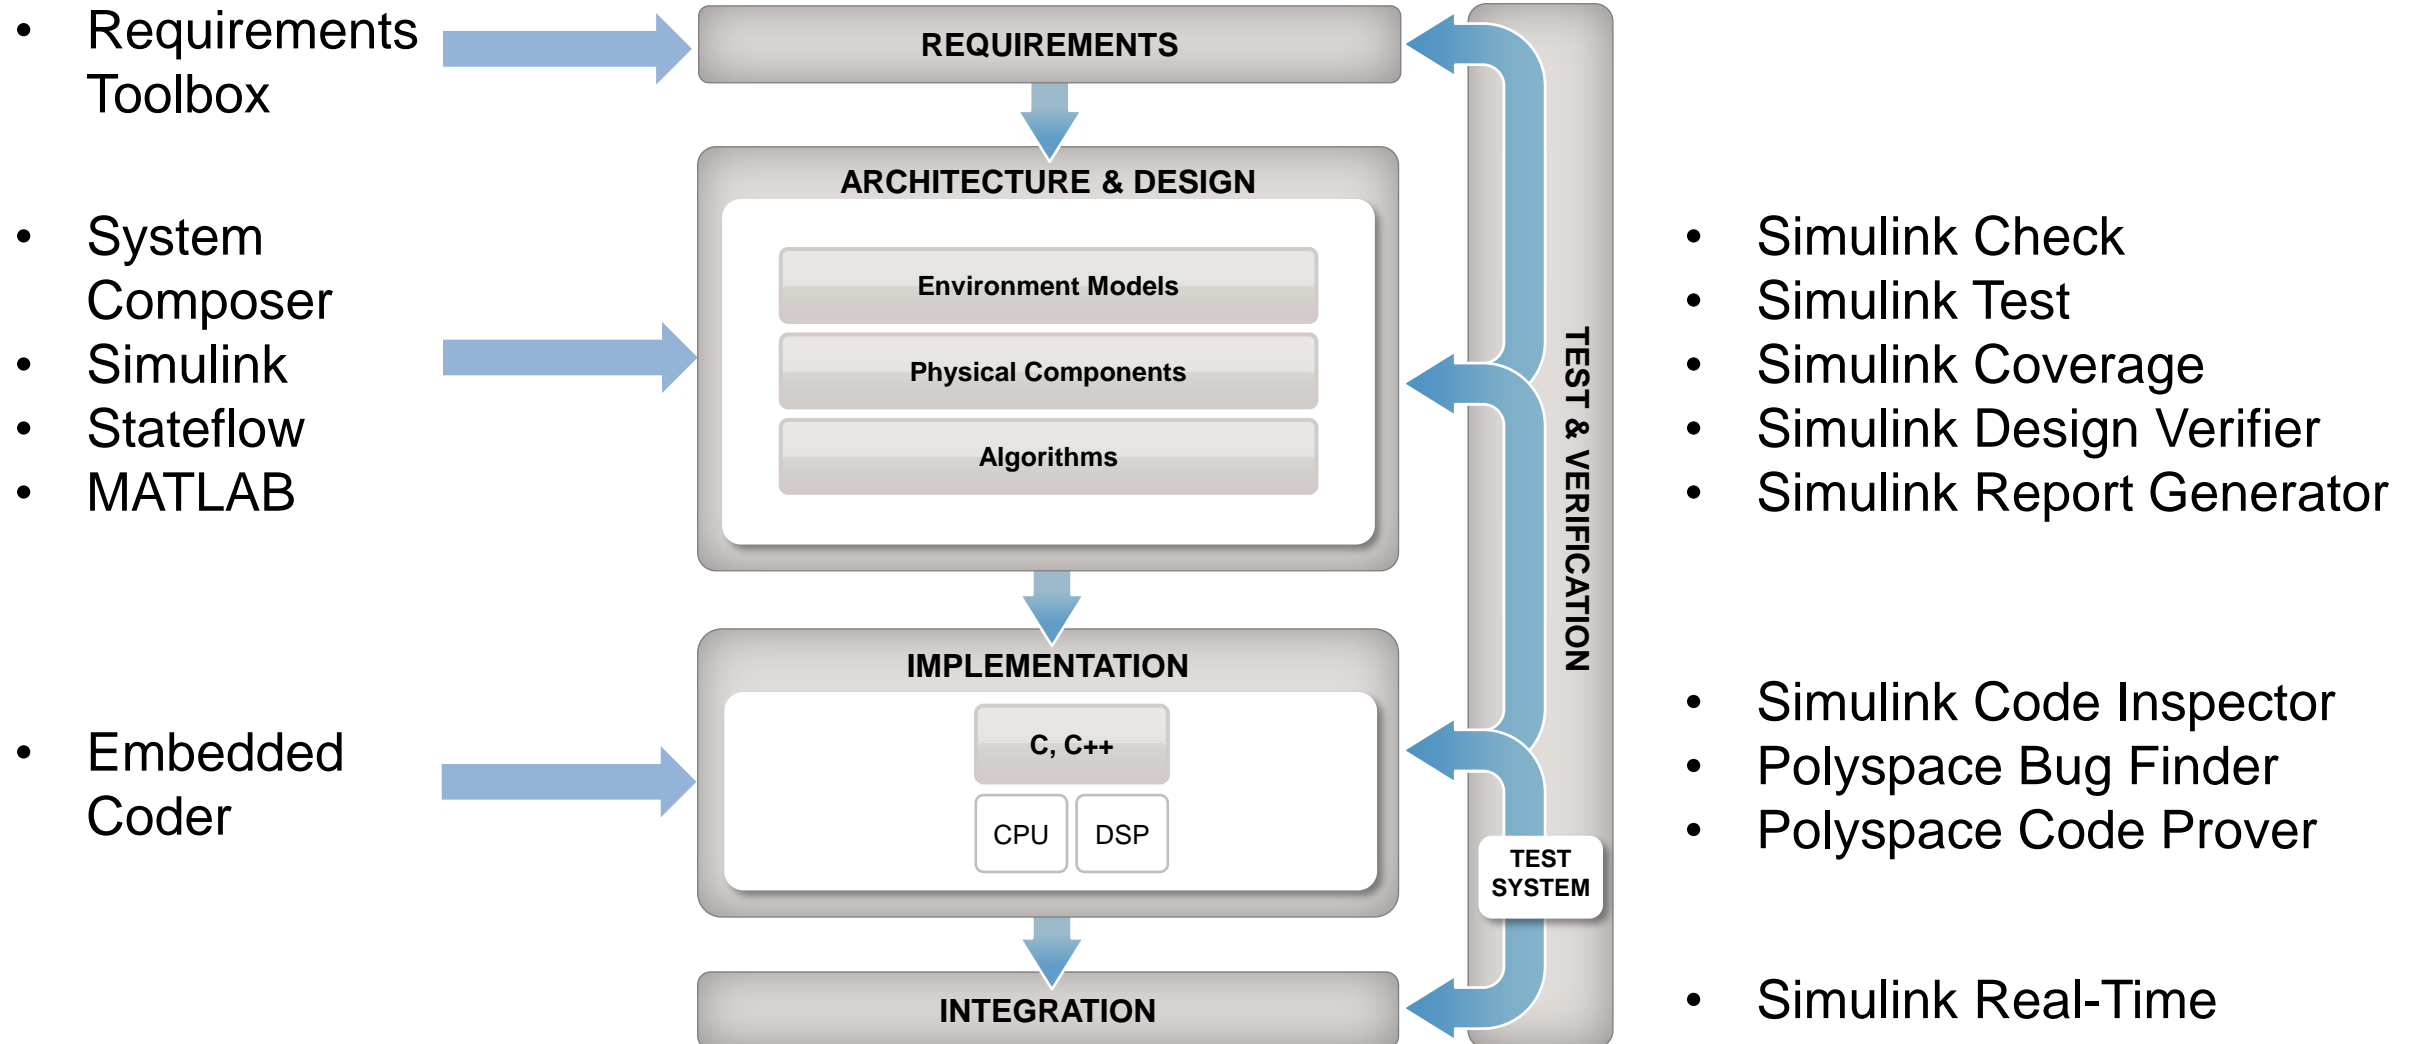 • Requirements
Toolbox
• System
Composer
• Simulink
• Stateflow
• MATLAB
• Embedded
Coder
REQUIREMENTS
ARCHITECTURE & DESIGN
Environment Models
Physical Components
Algorithms
IMPLEMENTATION
C, C++
CPU
DSP
INTEGRATION
TEST & VERIFICATION
TEST
SYSTEM
• Simulink Check
• Simulink Test
• Simulink Coverage
• Simulink Design Verifier
• Simulink Report Generator
• Simulink Code Inspector
• Polyspace Bug Finder
• Polyspace Code Prover
• Simulink Real-Time